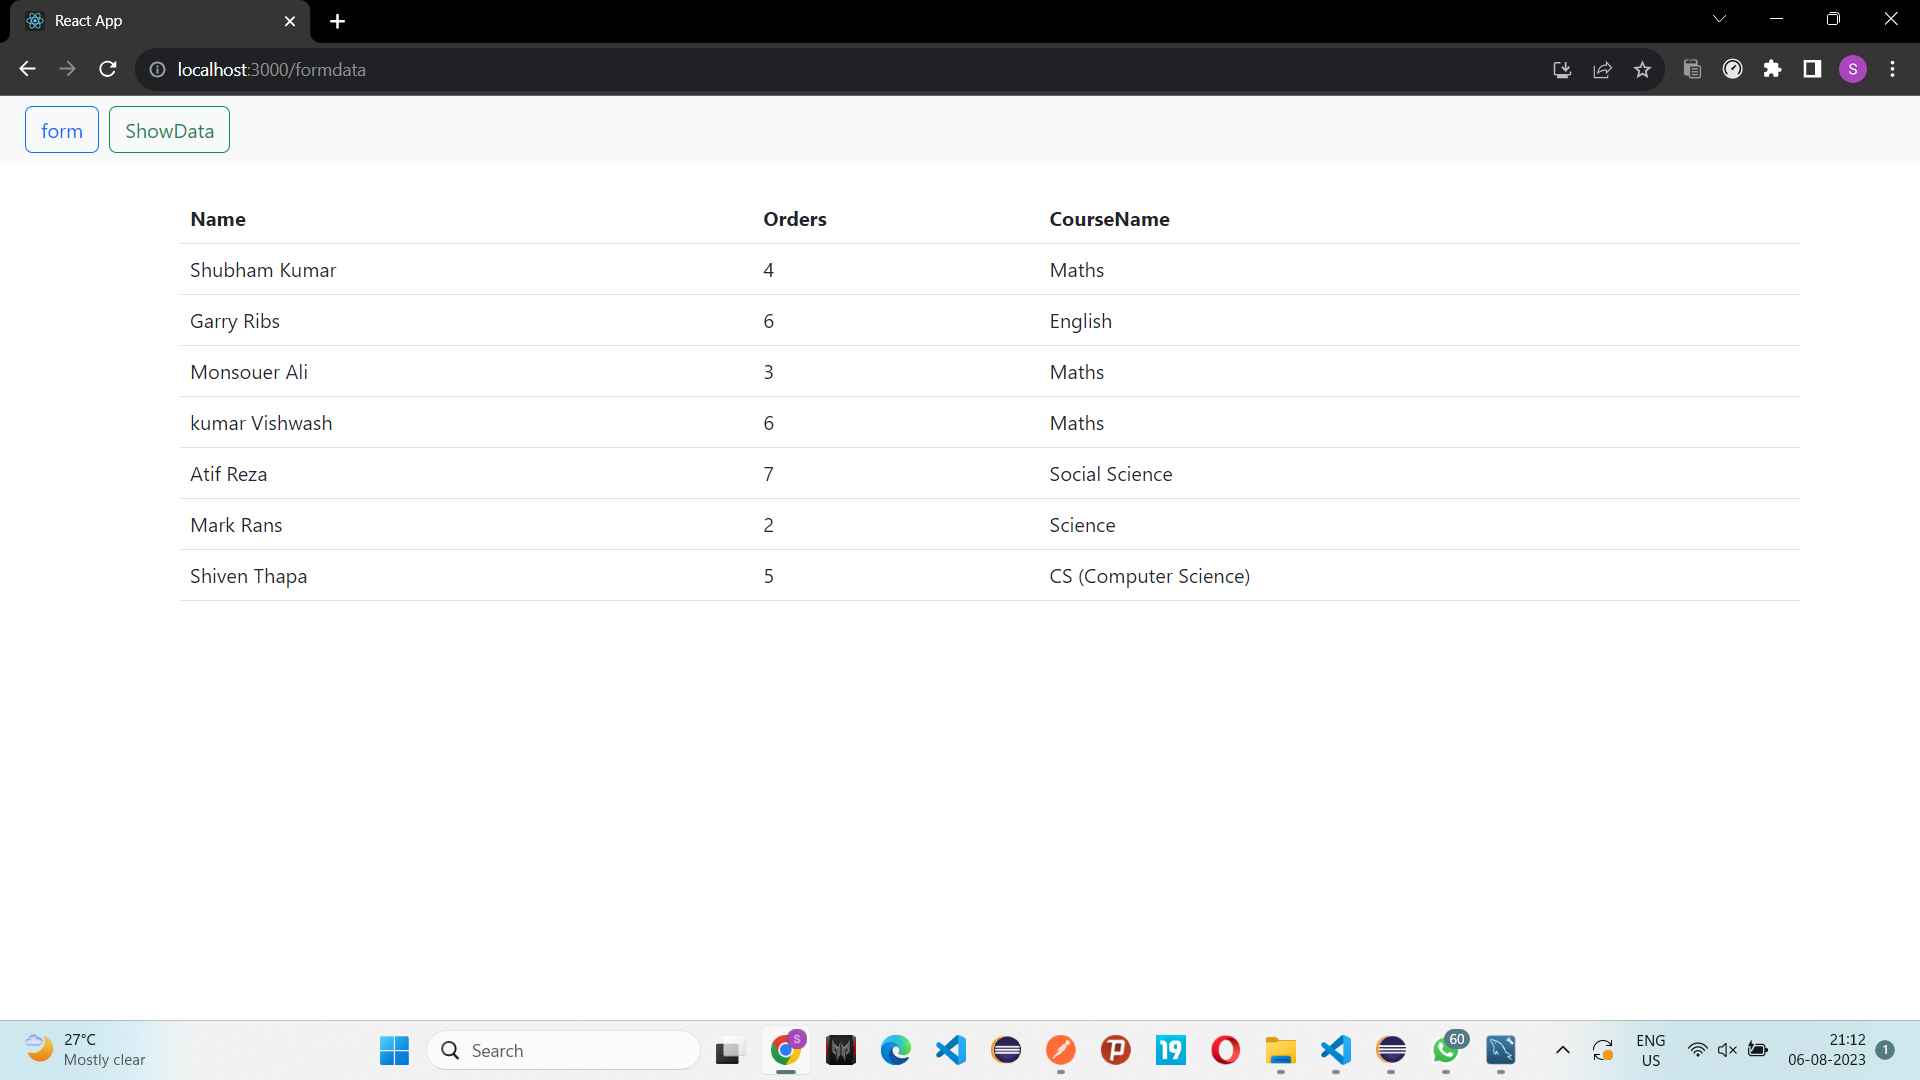 React App
localhost:3000/formdata
S
form ShowData
Name Orders CourseName
Shubham Kumar 4 Maths
Garry Ribs 6 English
Monsouer Ali 3 Maths
kumar Vishwash 6 Maths
Atif Reza 7 Social Science
Mark Rans 2 Science
Shiven Thapa 5 CS (Computer Science)
27°C
Mostly clear
Search
S
19
60
ENG
US
21:12
06-08-2023
1